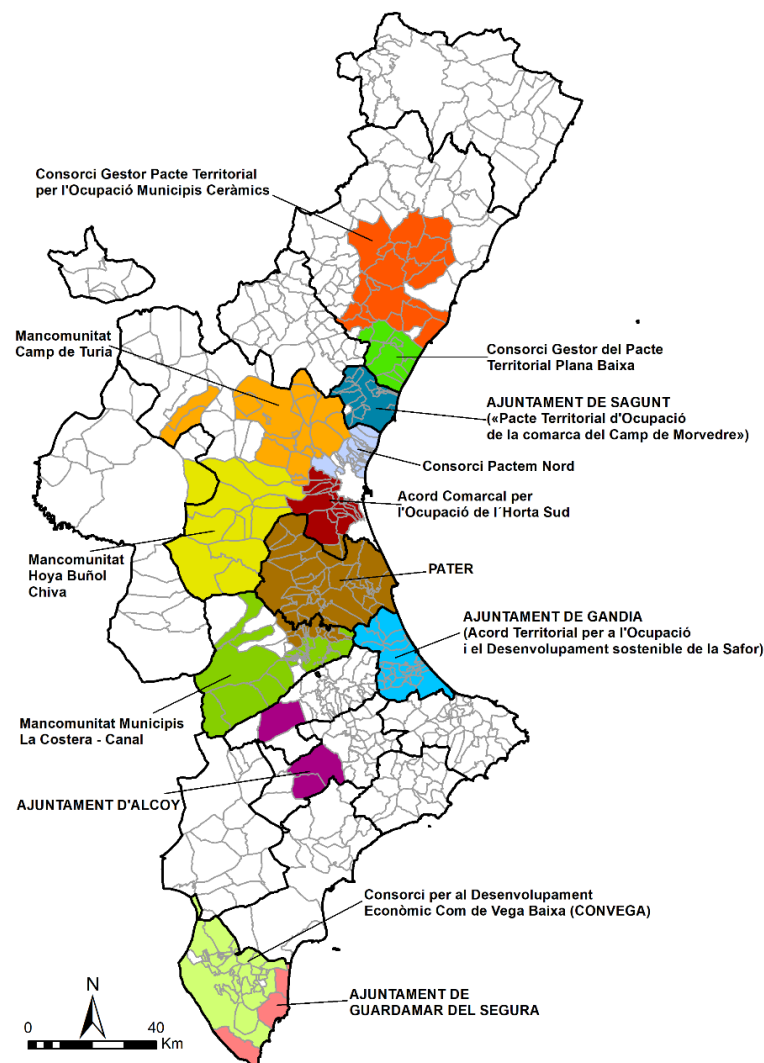 Consorci Gestor Pacte Territorial
per l'Ocupació Municipis Ceràmics
Mancomunitat
Camp de Turia
Consorci Gestor del Pacte
Territorial Plana Baixa
AJUNTAMENT DE SAGUNT
(«Pacte Territorial d'Ocupació
de la comarca del Camp de Morvedre»)
Consorci Pactem Nord
Acord Comarcal per
l'Ocupació de l´Horta Sud
Mancomunitat
Hoya Buñol
Chiva
PATER
AJUNTAMENT DE GANDIA
(Acord Territorial per a l'Ocupació
i el Desenvolupament sostenible de la Safor)
Mancomunitat Municipis
La Costera - Canal
AJUNTAMENT D'ALCOY
Consorci per al Desenvolupament
Econòmic Com de Vega Baixa (CONVEGA)
AJUNTAMENT DE
GUARDAMAR DEL SEGURA
N
0 40
Km